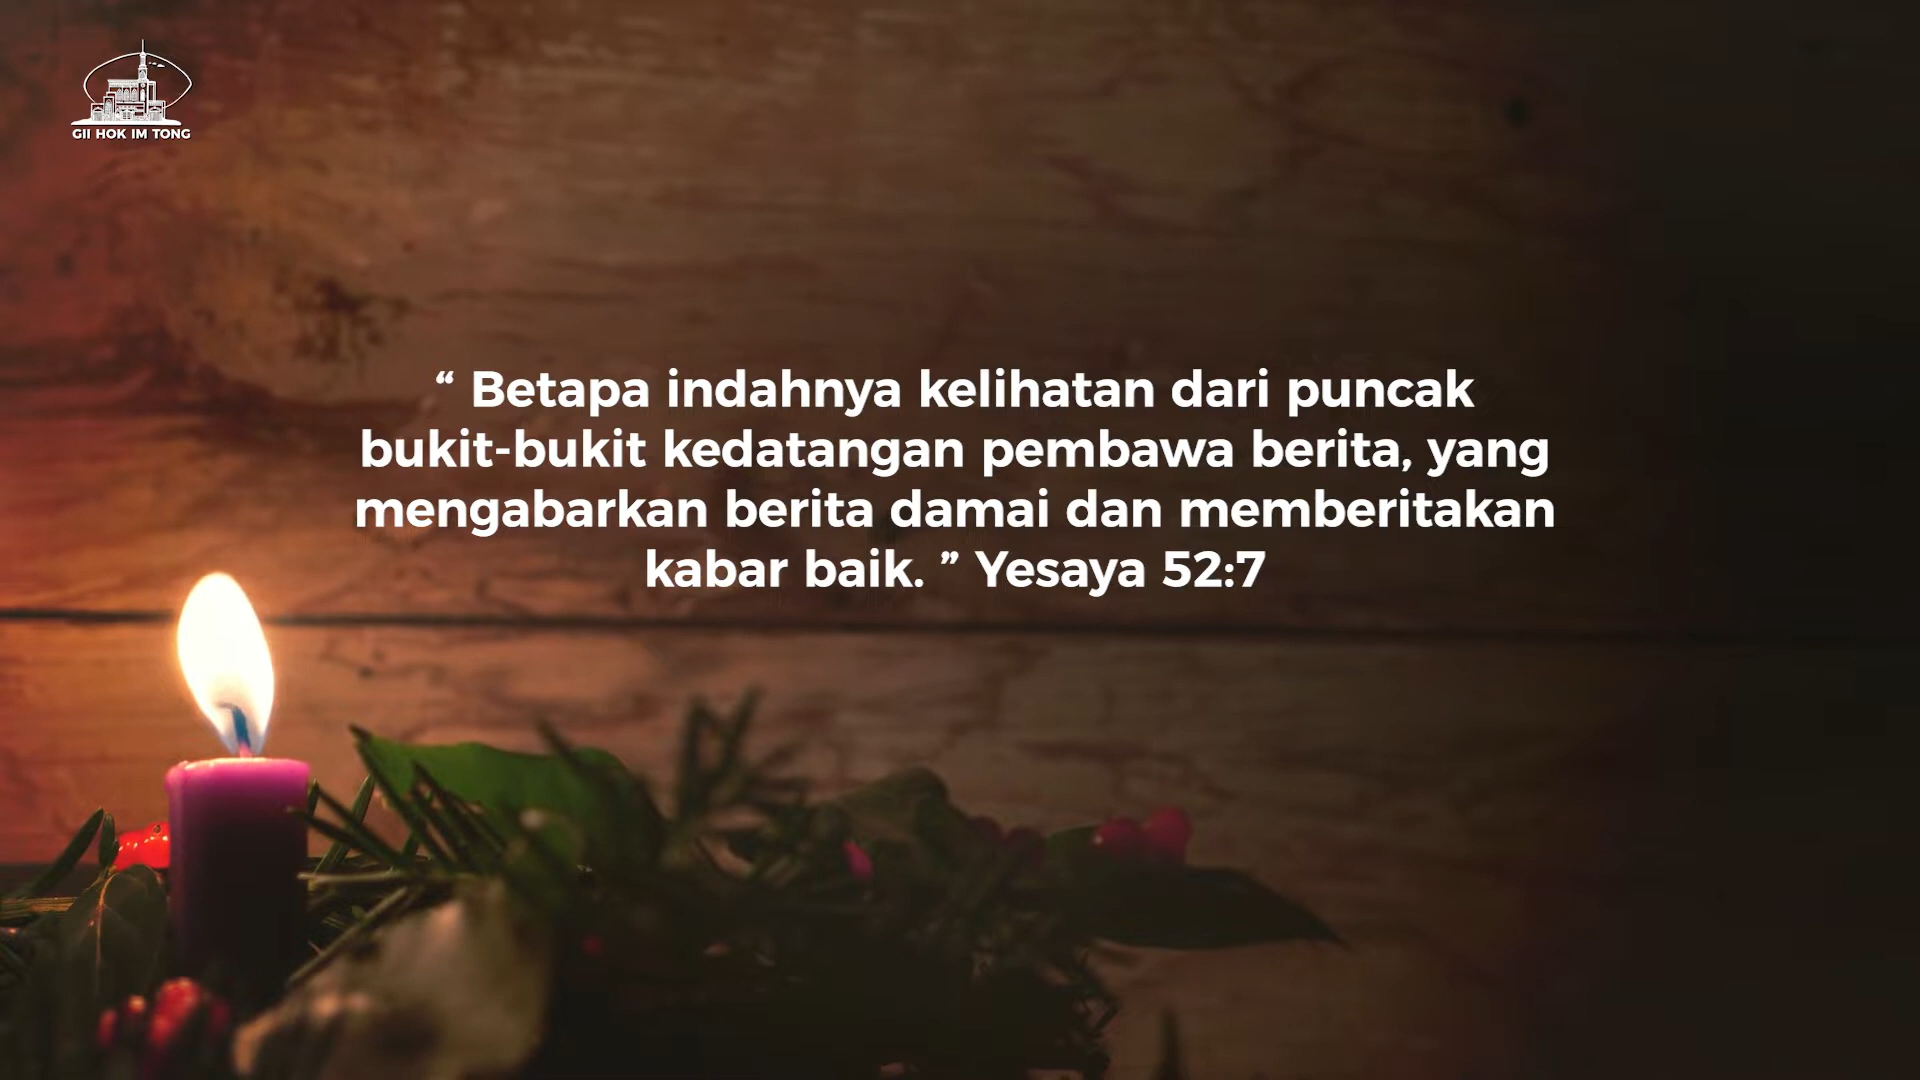 GII HOK IM TONG
“ Betapa indahnya kelihatan dari puncak
bukit-bukit kedatangan pembawa berita, yang
mengabarkan berita damai dan memberitakan
kabar baik. ” Yesaya 52:7